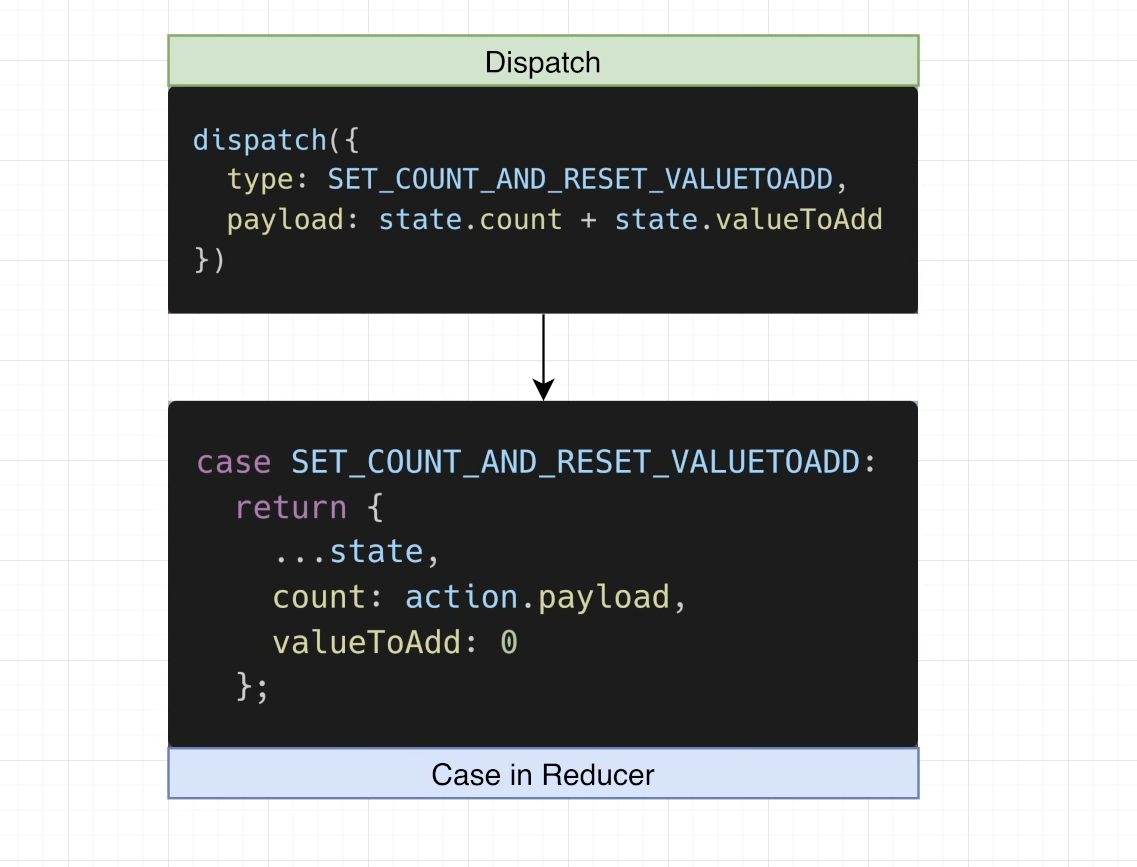 Dispatch
dispatch({
  type: SET_COUNT_AND_RESET_VALUETOADD,
  payload: state.count + state.valueToAdd
})
case SET_COUNT_AND_RESET_VALUETOADD:
  return {
    ...state,
    count: action.payload,
    valueToAdd: 0
  };
Case in Reducer